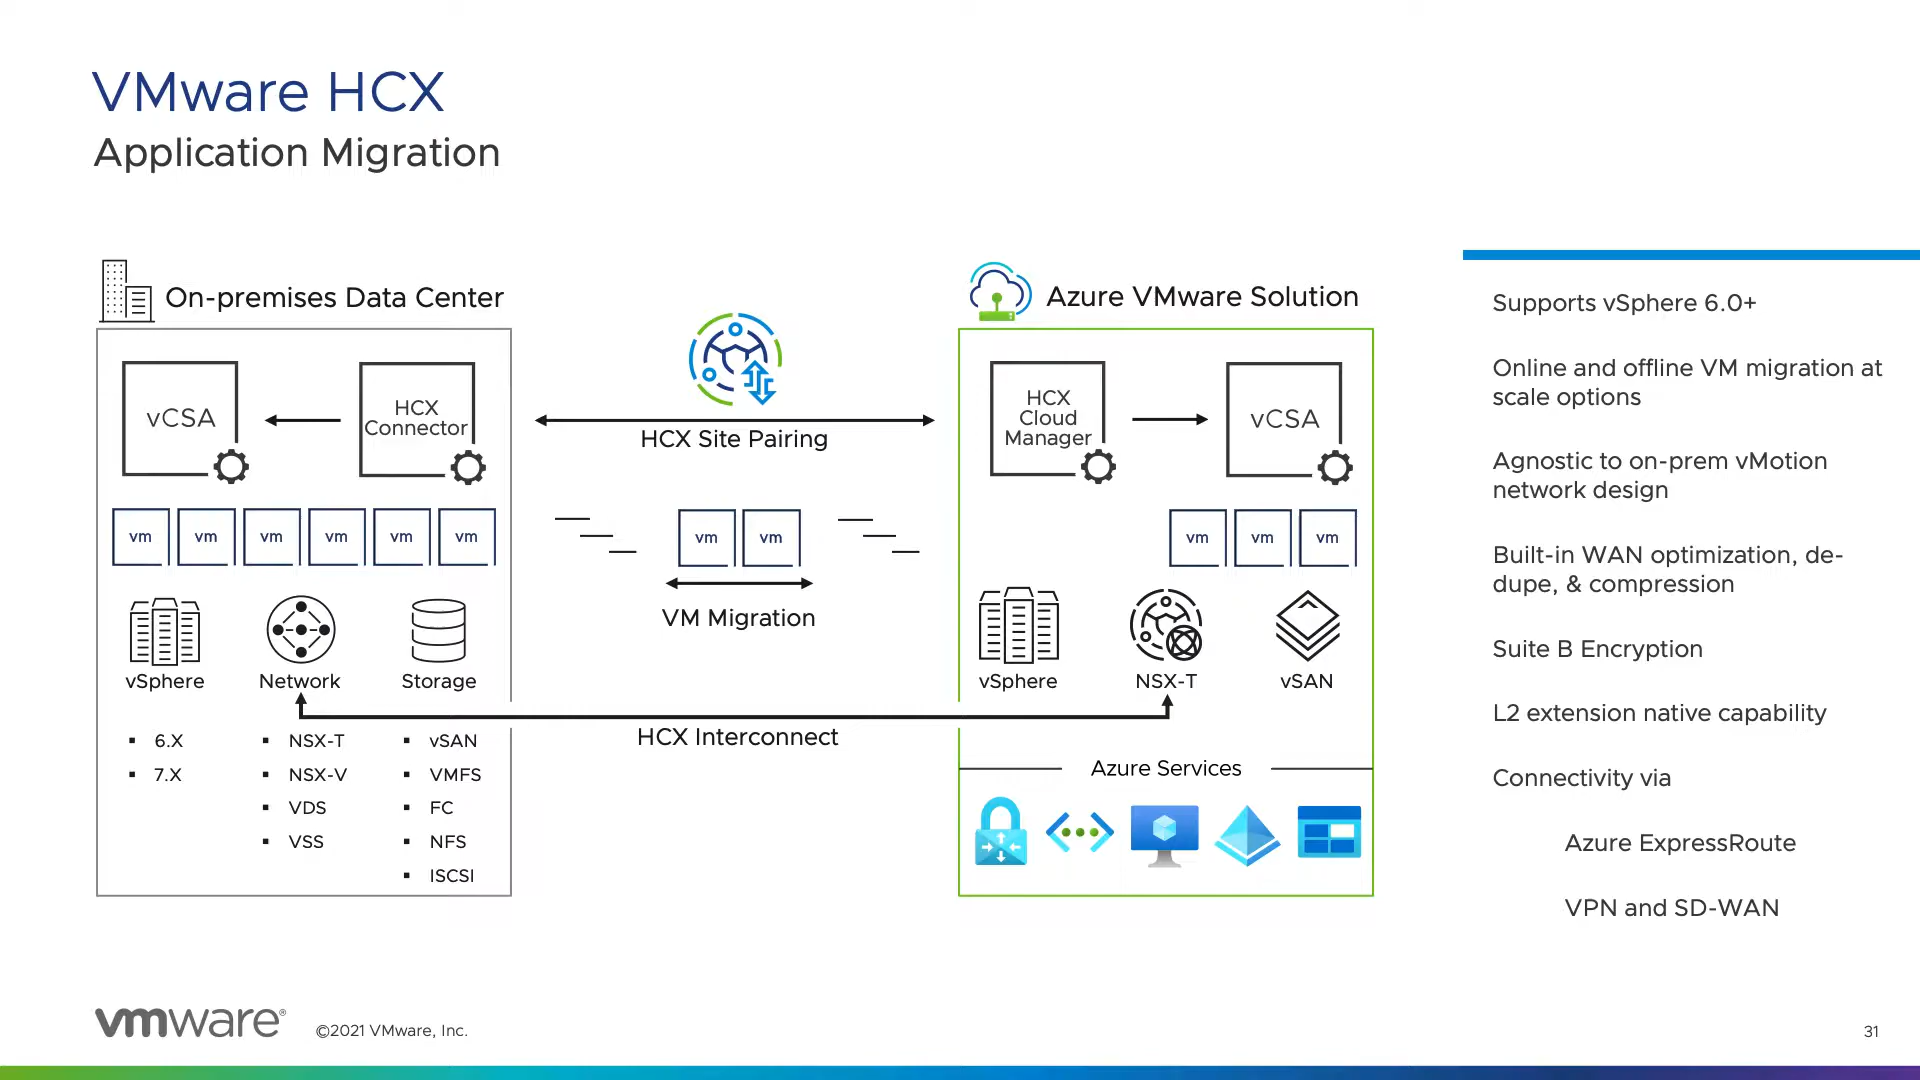 VMware HCX
Application Migration
On-premises Data Center
vCSA
HCX
Connector
vm
vm
vm
vm
vm
vm
vSphere
Network
Storage
▪ 6.X
▪ 7.X
▪ NSX-T
▪ NSX-V
▪ VDS
▪ VSS
▪ vSAN
▪ VMFS
▪ FC
▪ NFS
▪ ISCSI
HCX Site Pairing
vm
vm
VM Migration
HCX Interconnect
Azure VMware Solution
HCX
Cloud
Manager
vCSA
vm
vm
vm
vSphere
NSX-T
vSAN
Azure Services
Supports vSphere 6.0+
Online and offline VM migration at
scale options
Agnostic to on-prem vMotion
network design
Built-in WAN optimization, de-
dupe, & compression
Suite B Encryption
L2 extension native capability
Connectivity via
Azure ExpressRoute
VPN and SD-WAN
vmware®
©2021 VMware, Inc.
31